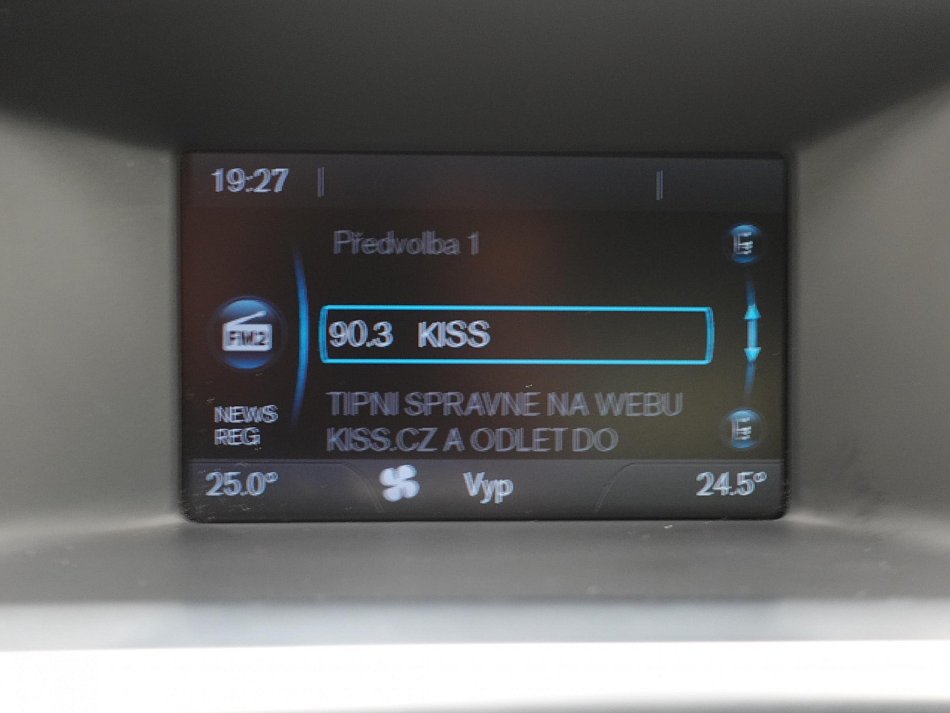 19:27
Předvolba 1
E
FM2
90.3 KISS
NEWS
REG
TIPNI SPRAVNE NA WEBU
KISS.CZ A ODLET DO
E
25.0°
Vyp
24.5°